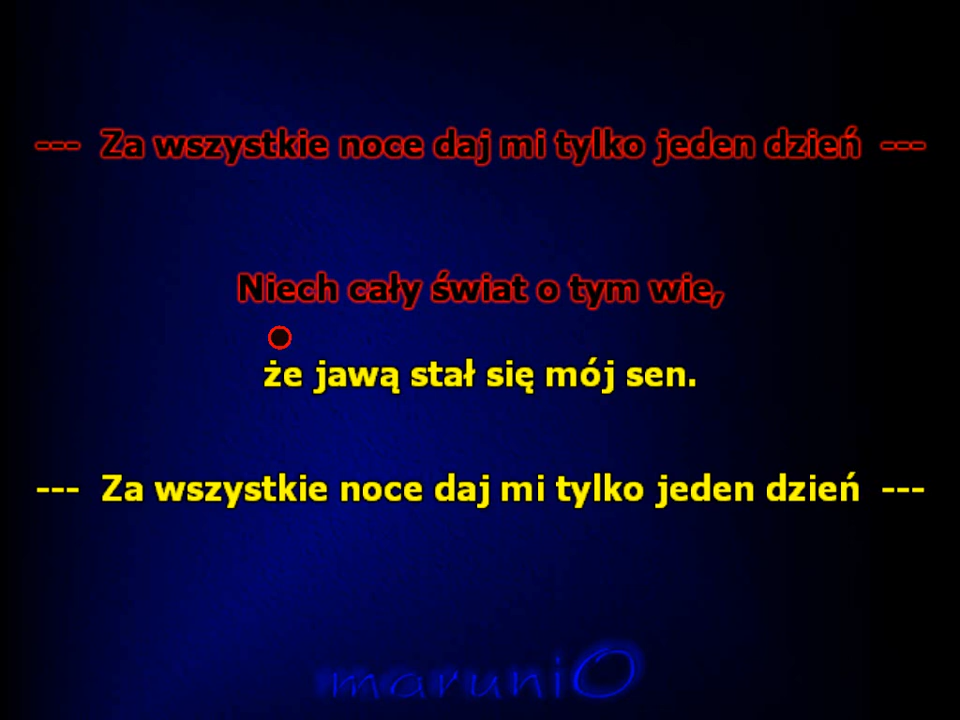 --- Za wszystkie noce daj mi tylko jeden dzień ---
Niech cały świat o tym wie,
że jawą stał się mój sen.
--- Za wszystkie noce daj mi tylko jeden dzień ---
maruniO